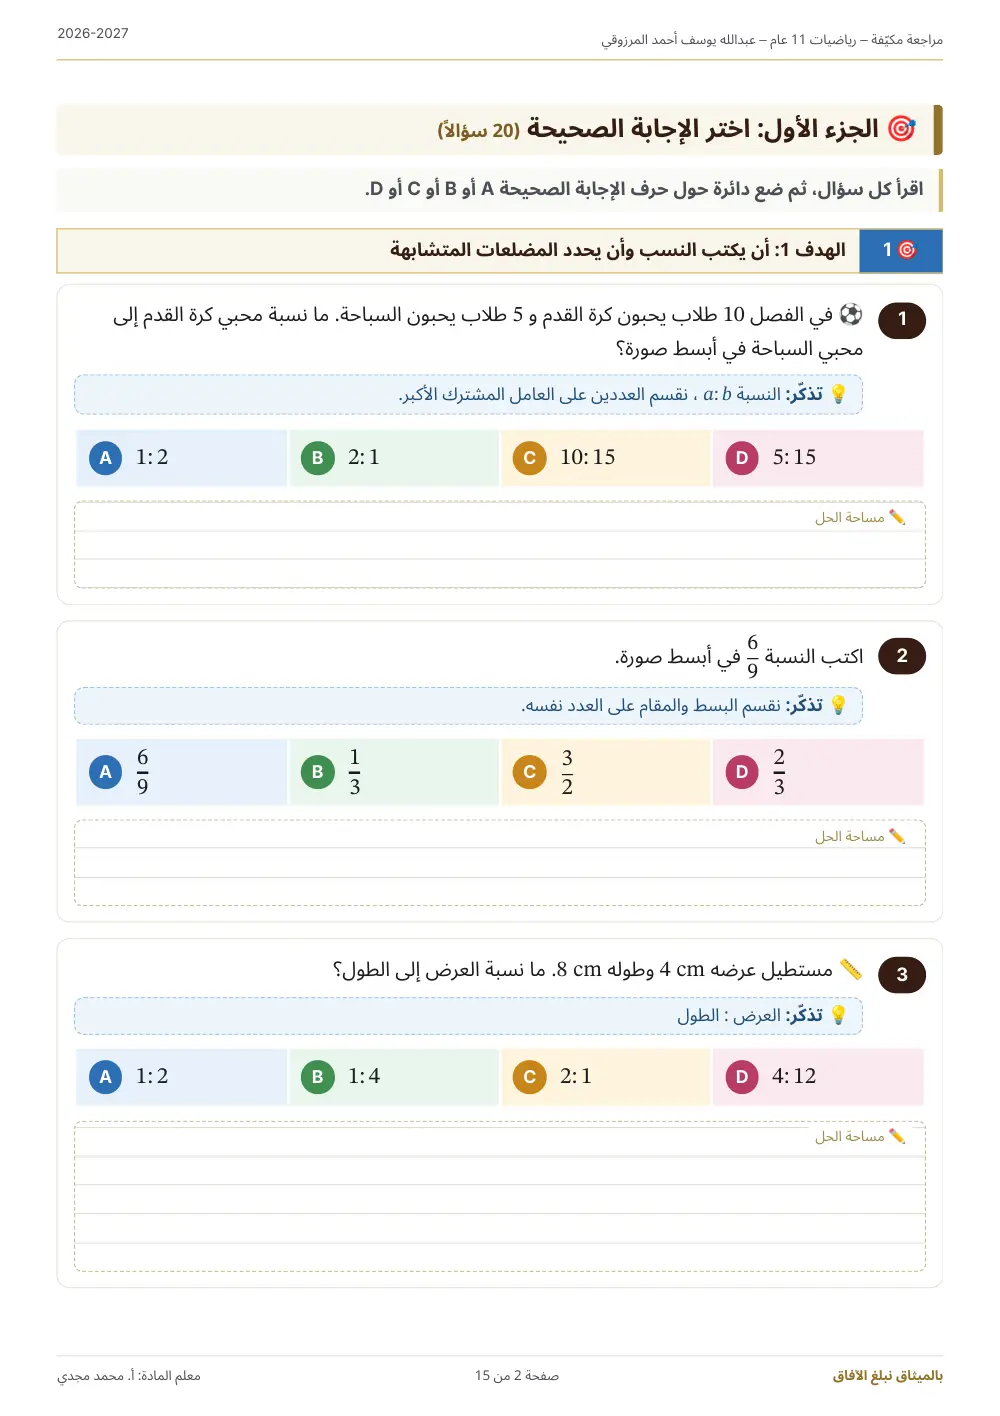 مراجعة مكيّفة – رياضيات 11 عام – عبدالله يوسف أحمد المرزوقي
2026-2027
الجزء الأول: اختر الإجابة الصحيحة (20 سؤالاً)
اقرأ كل سؤال، ثم ضع دائرة حول حرف الإجابة الصحيحة A أو B أو C أو D.
1
الهدف 1: أن يكتب النسب وأن يحدد المضلعات المتشابهة
1
في الفصل 10 طلاب يحبون كرة القدم و 5 طلاب يحبون السباحة. ما نسبة محبي كرة القدم إلى
محبي السباحة في أبسط صورة؟
تذكّر: النسبة a:b ، نقسم العددين على العامل المشترك الأكبر.
A 1:2 B 2:1 C 10:15 D 5:15
مساحة الحل
2
اكتب النسبة 6/9 في أبسط صورة.
تذكّر: نقسم البسط والمقام على العدد نفسه.
A 6/9 B 1/3 C 3/2 D 2/3
مساحة الحل
3
مستطيل عرضه 4 cm وطوله 8 cm. ما نسبة العرض إلى الطول؟
تذكّر: العرض : الطول
A 1:2 B 1:4 C 2:1 D 4:12
مساحة الحل
بالميثاق نبلغ الآفاق
صفحة 2 من 15
معلم المادة: أ. محمد مجدي